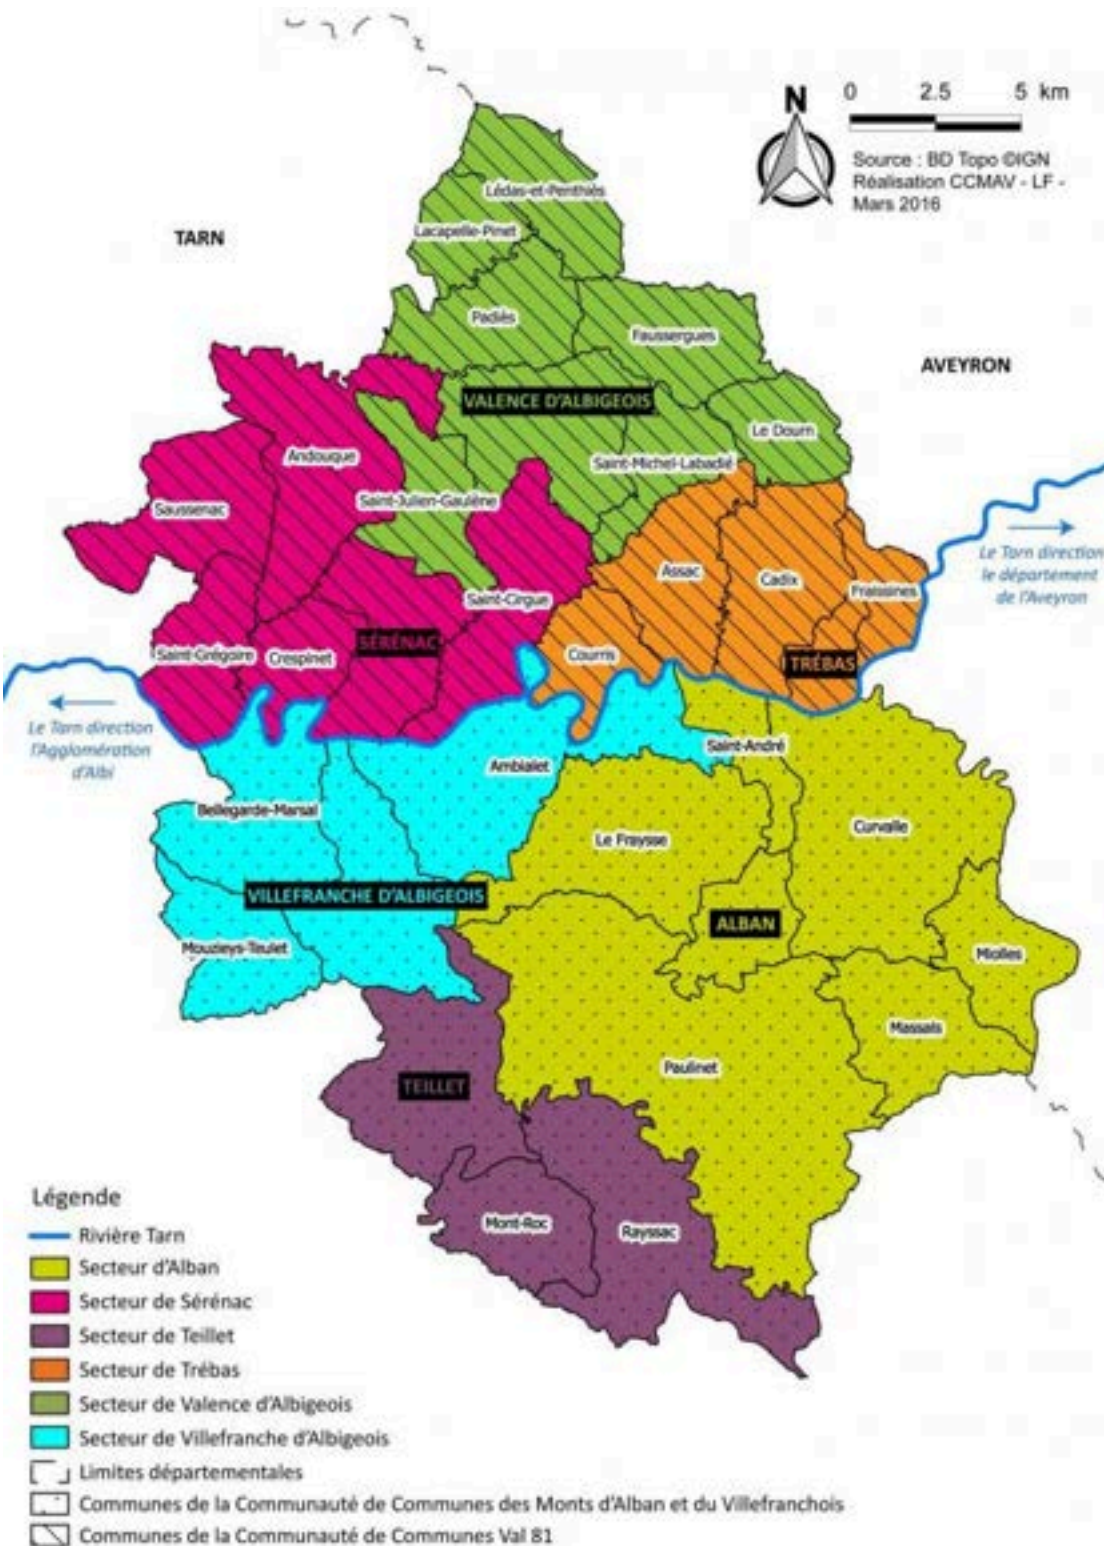 N
0 2.5 5 km
Source : BD Topo ©IGN
Réalisation CCMAV - LF -
Mars 2016
TARN
AVEYRON
Lédas-et-Penthiès
Lacapelle-Pinet
Padiès
Faussergues
VALENCE D'ALBIGEOIS
Le Dourn
Andouque
Saint-Michel-Labadié
Saint-Julien-Gaulène
Saussenac
Le Tarn direction
le département
de l'Aveyron
Assac
Cadix
Fraissines
Saint-Cirgue
SÉRÉNAC
Saint-Grégoire
Crespinet
Courris
TRÉBAS
Le Tarn direction
l'Agglomération
d'Albi
Saint-André
Ambialet
Bellegarde-Marsal
Le Fraysse
Curvalle
VILLEFRANCHE D'ALBIGEOIS
ALBAN
Mouzieys-Teulet
Miolles
Massals
Paulinet
TEILLET
Mont-Roc
Rayssac
Légende
Rivière Tarn
Secteur d'Alban
Secteur de Sérénac
Secteur de Teillet
Secteur de Trébas
Secteur de Valence d'Albigeois
Secteur de Villefranche d'Albigeois
Limites départementales
Communes de la Communauté de Communes des Monts d'Alban et du Villefranchois
Communes de la Communauté de Communes Val 81